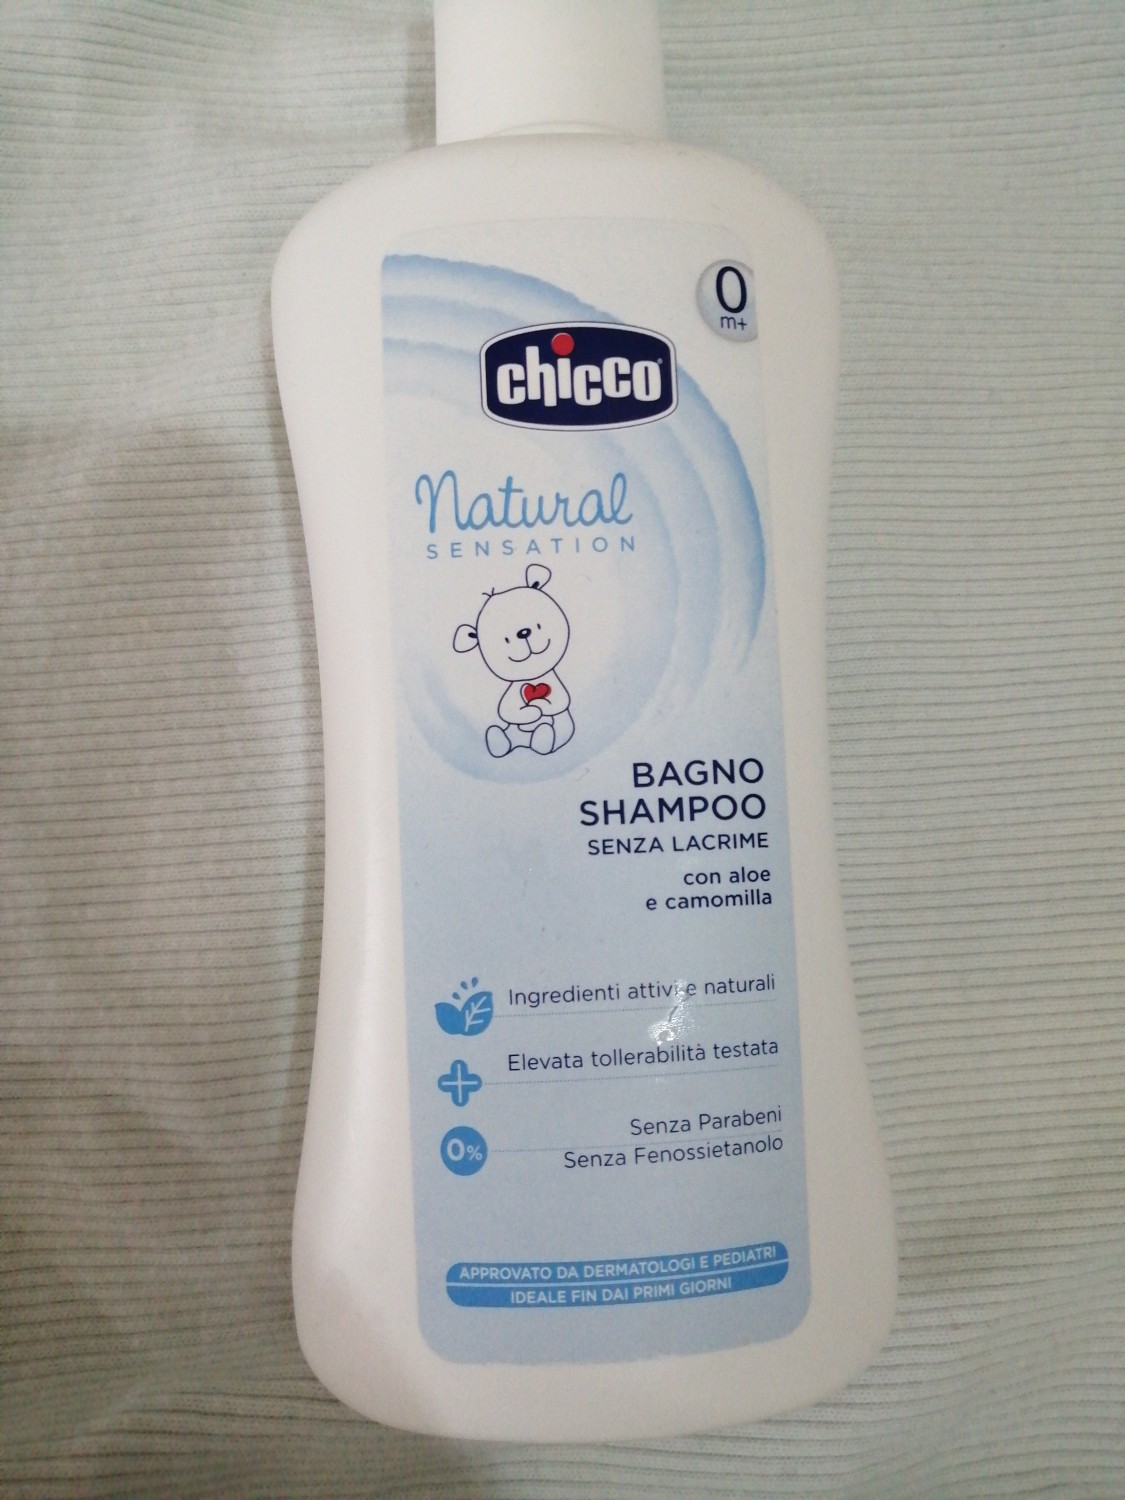 0
m+
chicco
Natural
SENSATION
BAGNO
SHAMPOO
SENZA LACRIME
con aloe
e camomilla
Ingredienti attivi e naturali
Elevata tollerabilità testata
0%
Senza Parabeni
Senza Fenossietanolo
APPROVATO DA DERMATOLOGI E PEDIATRI
IDEALE FIN DAI PRIMI GIORNI